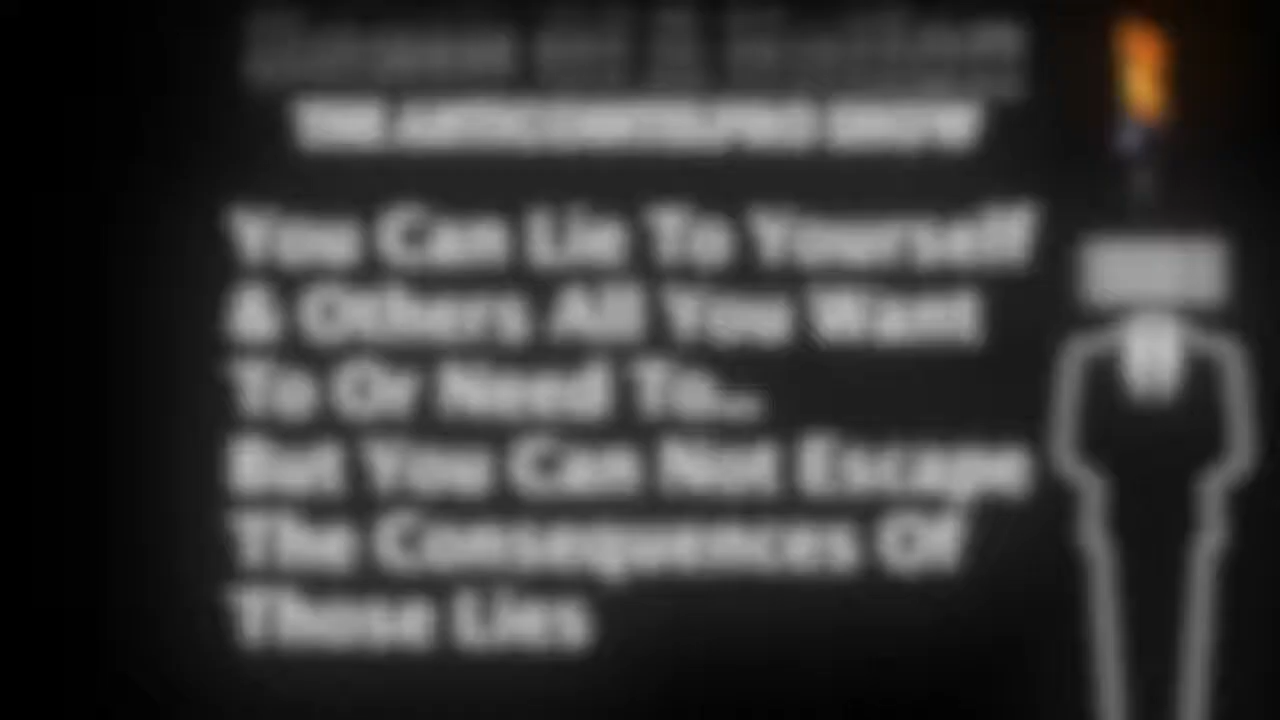 You Can Lie To Yourself
& Others All You Want
To Or Need To...
But You Can Not Escape
The Consequences Of
Those Lies